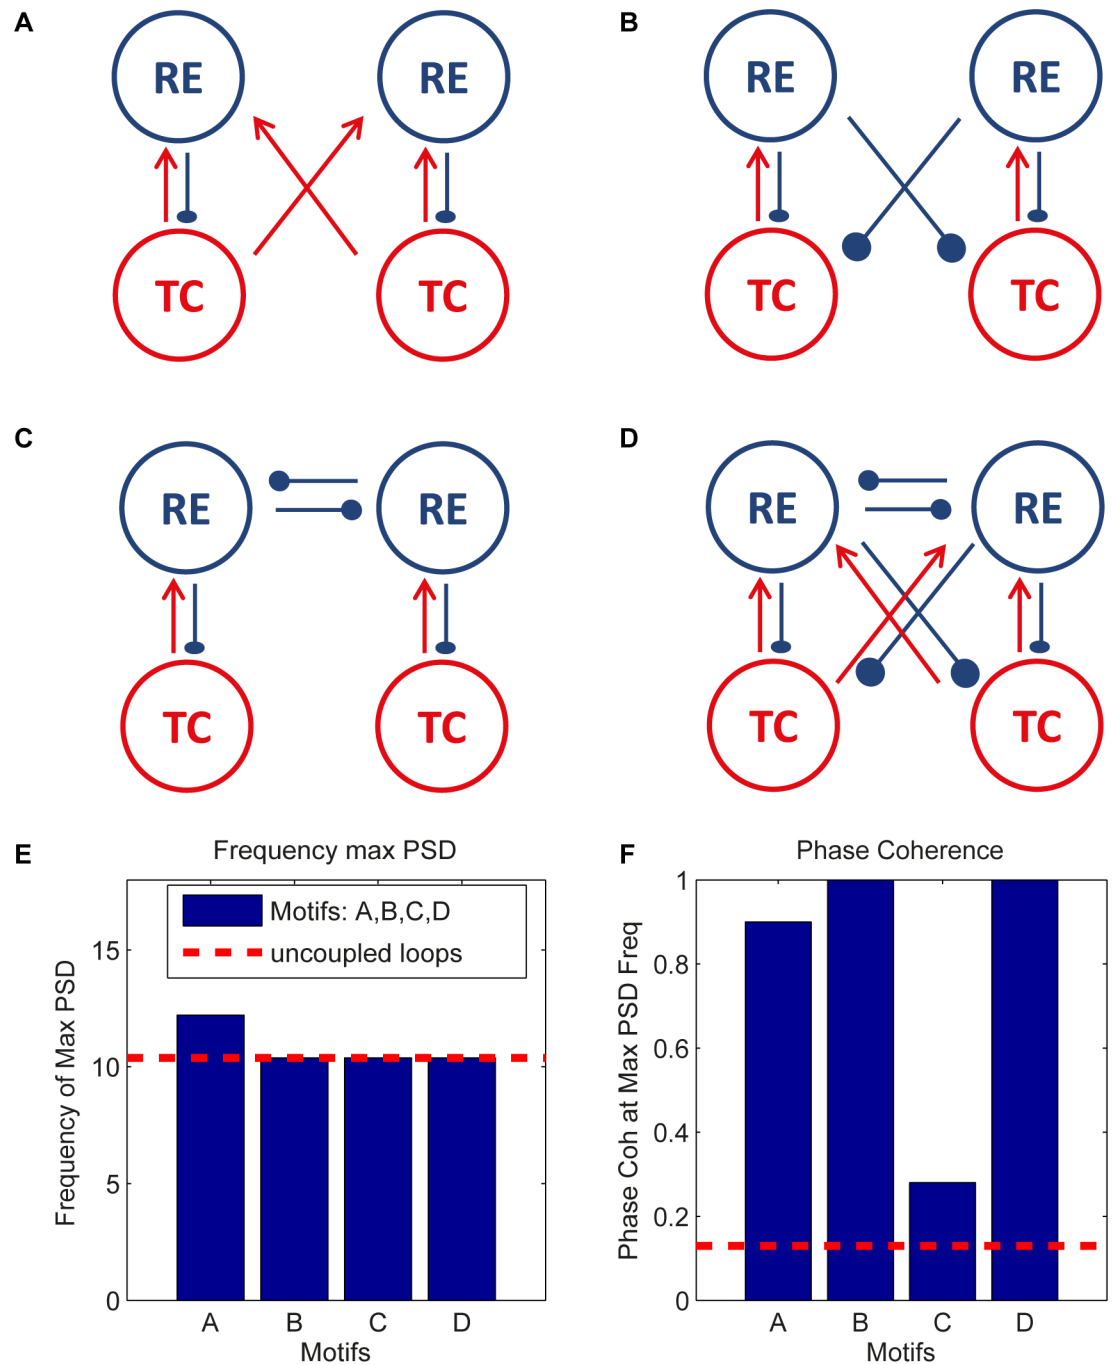 A
B
RE
RE
RE
RE
TC
TC
TC
TC
C
D
RE
RE
RE
RE
TC
TC
TC
TC
E
Frequency max PSD
Frequency of Max PSD
15
10
5
0
Motifs: A,B,C,D
uncoupled loops
A
B
C
D
Motifs
F
Phase Coherence
Phase Coh at Max PSD Freq
1
0.8
0.6
0.4
0.2
0
A
B
C
D
Motifs